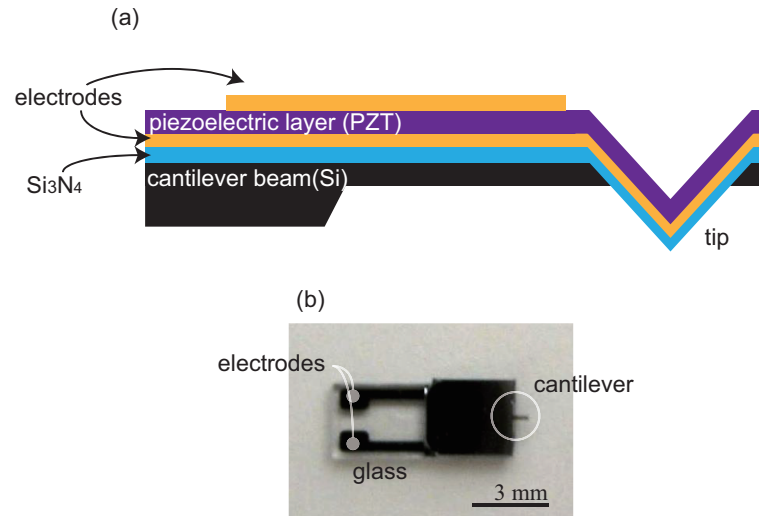 (a)
electrodes
piezoelectric layer (PZT)
Si3N4
cantilever beam(Si)
tip
(b)
electrodes
cantilever
glass
3 mm